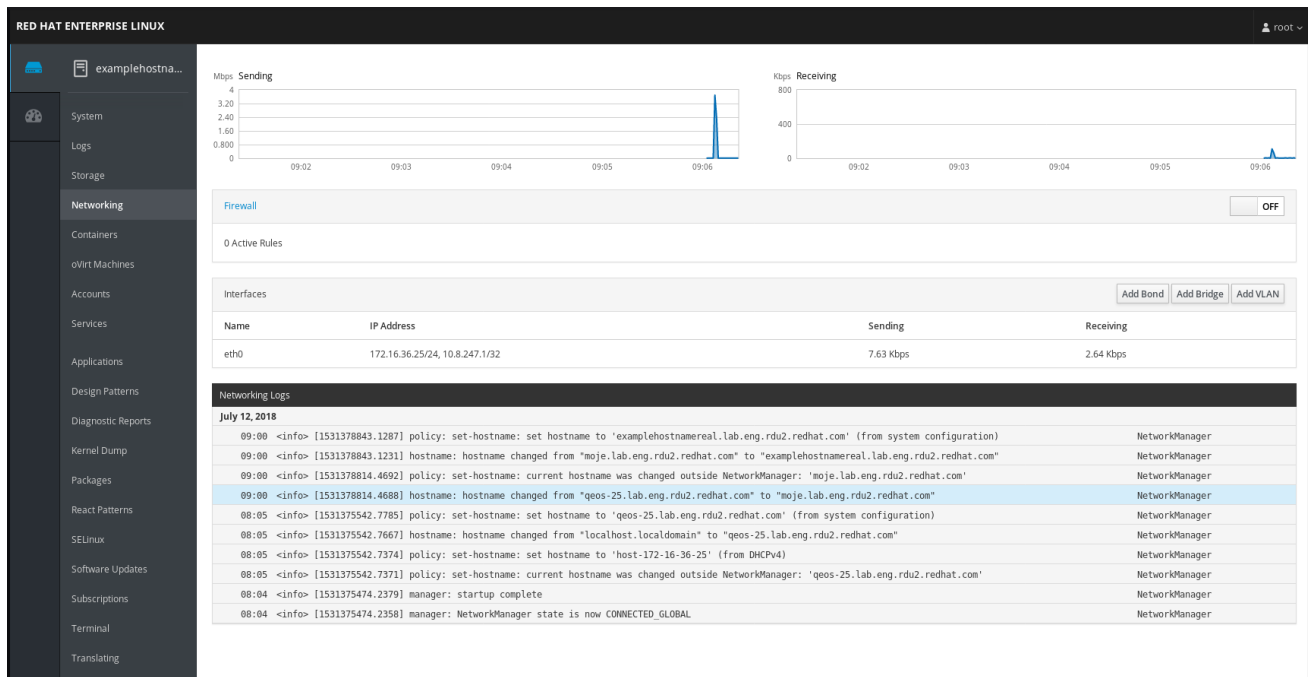 RED HAT ENTERPRISE LINUX
root
examplehostna...
System
Logs
Storage
Networking
Containers
oVirt Machines
Accounts
Services
Applications
Design Patterns
Diagnostic Reports
Kernel Dump
Packages
React Patterns
SELinux
Software Updates
Subscriptions
Terminal
Translating
Mbps Sending
4
3.20
2.40
1.60
0.800
0
09:02 09:03 09:04 09:05 09:06
Kbps Receiving
800
400
0
09:02 09:03 09:04 09:05 09:06
Firewall OFF
0 Active Rules
Interfaces Add Bond Add Bridge Add VLAN
Name IP Address Sending Receiving
eth0 172.16.36.25/24, 10.8.247.1/32 7.63 Kbps 2.64 Kbps
Networking Logs
July 12, 2018
09:00 <info> [1531378843.1287] policy: set-hostname: set hostname to 'examplehostnamereal.lab.eng.rdu2.redhat.com' (from system configuration) NetworkManager
09:00 <info> [1531378843.1231] hostname: hostname changed from "moje.lab.eng.rdu2.redhat.com" to "examplehostnamereal.lab.eng.rdu2.redhat.com" NetworkManager
09:00 <info> [1531378814.4692] policy: set-hostname: current hostname was changed outside NetworkManager: 'moje.lab.eng.rdu2.redhat.com' NetworkManager
09:00 <info> [1531378814.4688] hostname: hostname changed from "qeos-25.lab.eng.rdu2.redhat.com" to "moje.lab.eng.rdu2.redhat.com" NetworkManager
08:05 <info> [1531375542.7785] policy: set-hostname: set hostname to 'qeos-25.lab.eng.rdu2.redhat.com' (from system configuration) NetworkManager
08:05 <info> [1531375542.7667] hostname: hostname changed from "localhost.localdomain" to "qeos-25.lab.eng.rdu2.redhat.com" NetworkManager
08:05 <info> [1531375542.7374] policy: set-hostname: set hostname to 'host-172-16-36-25' (from DHCPv4) NetworkManager
08:05 <info> [1531375542.7371] policy: set-hostname: current hostname was changed outside NetworkManager: 'qeos-25.lab.eng.rdu2.redhat.com' NetworkManager
08:04 <info> [1531375474.2379] manager: startup complete NetworkManager
08:04 <info> [1531375474.2358] manager: NetworkManager state is now CONNECTED_GLOBAL NetworkManager